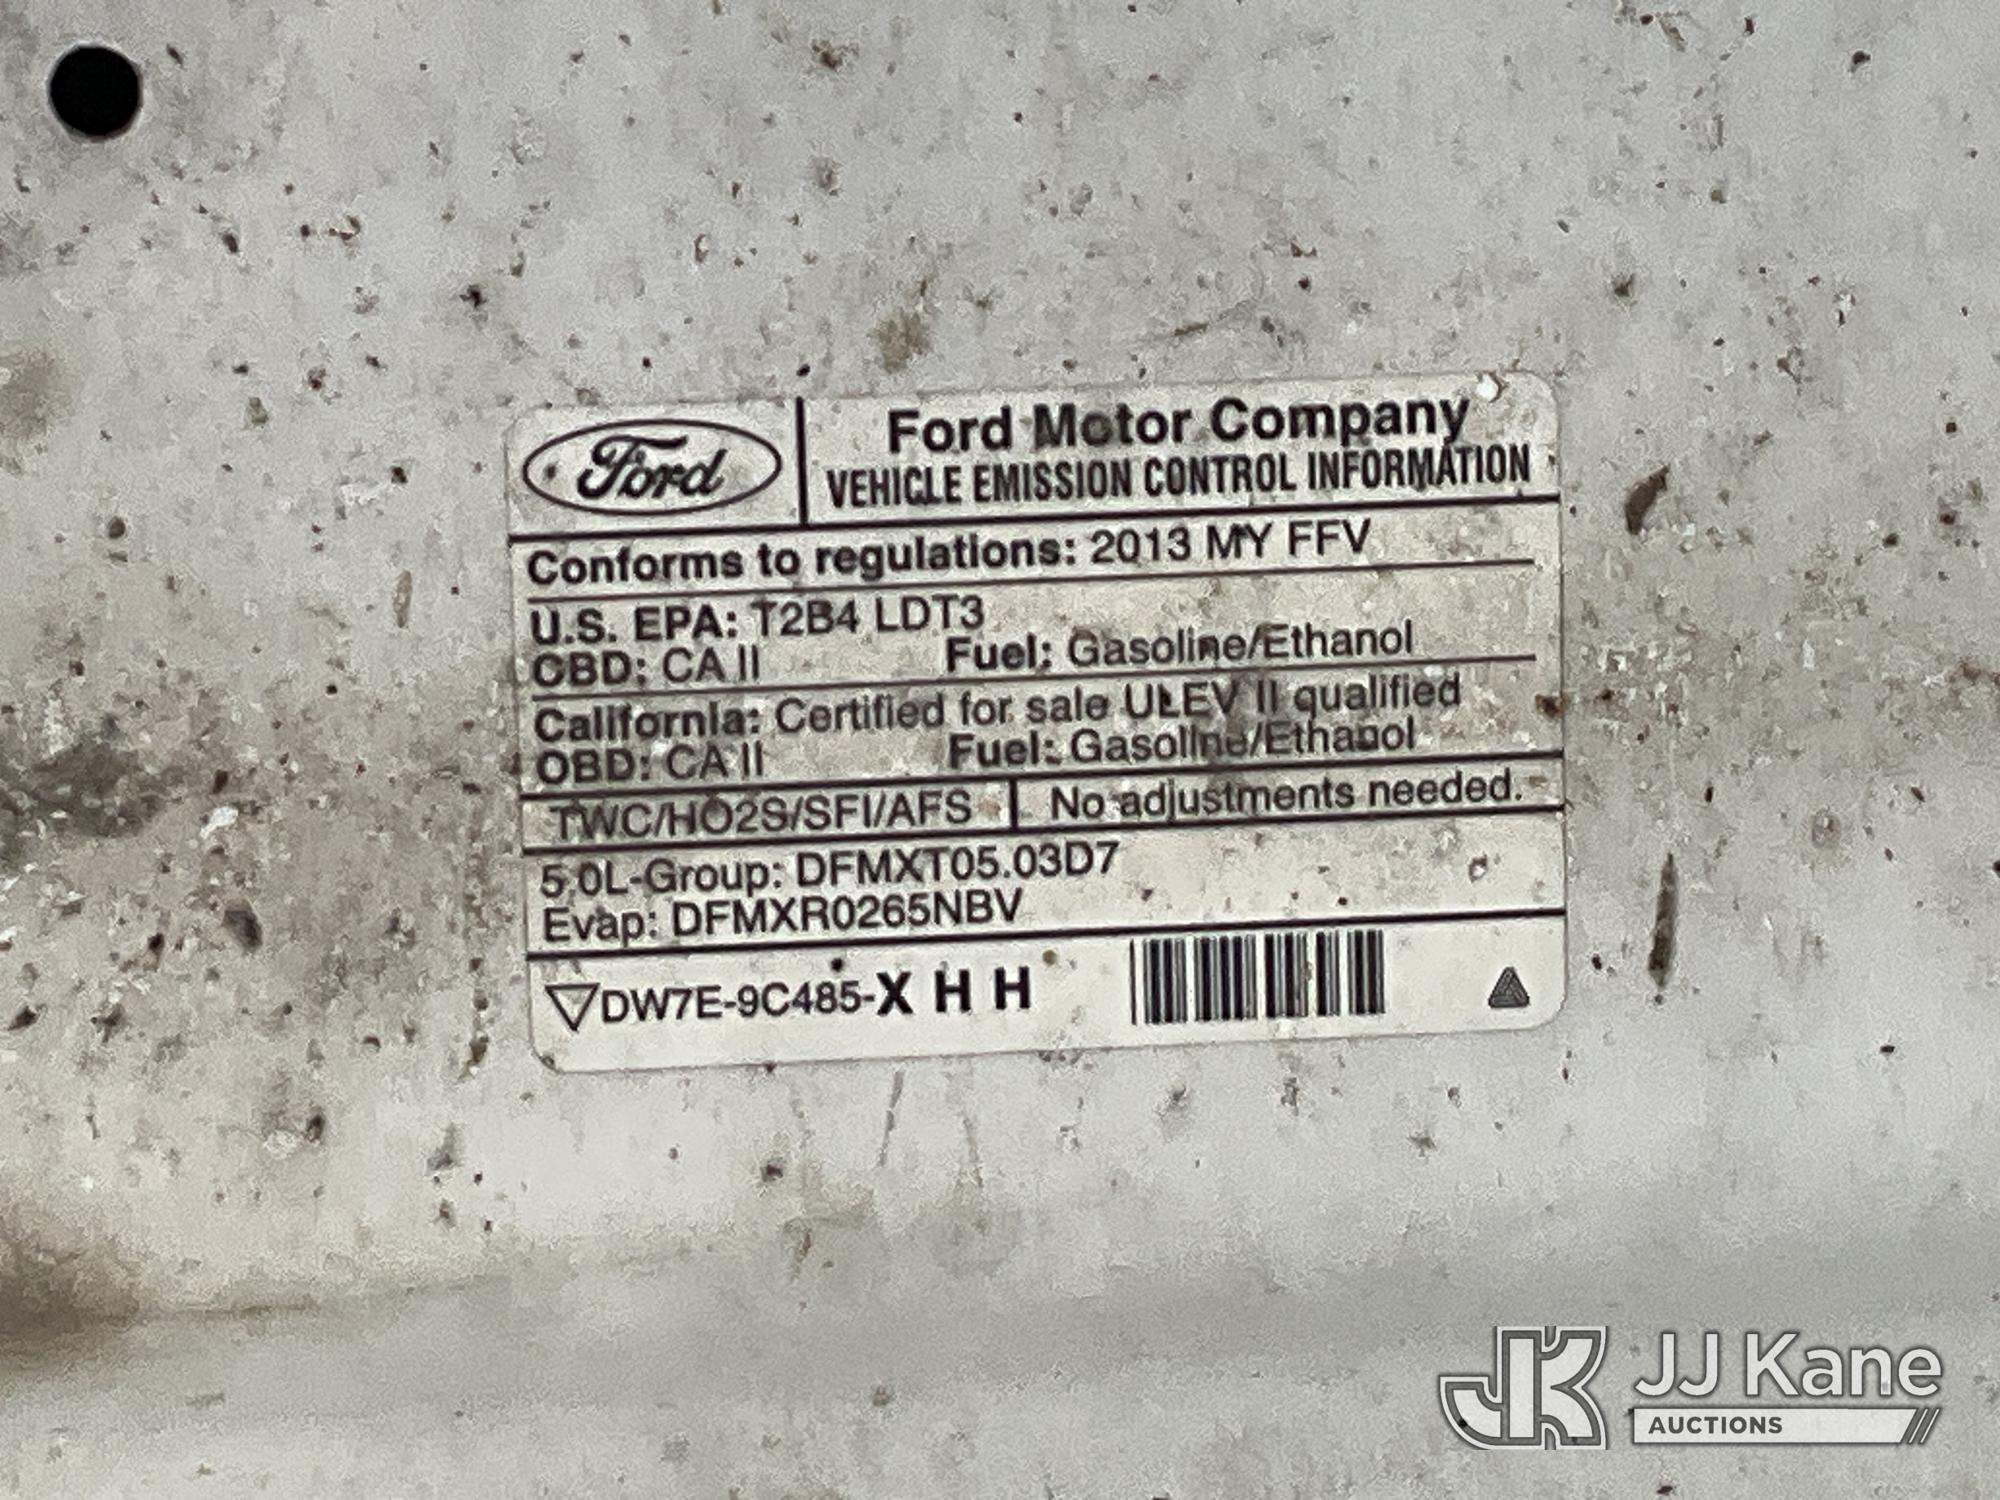 Ford
Ford Motor Company
VEHICLE EMISSION CONTROL INFORMATION
Conforms to regulations: 2013 MY FFV
U.S. EPA: T2B4 LDT3
OBD: CA II Fuel: Gasoline/Ethanol
California: Certified for sale ULEV II qualified
OBD: CA II Fuel: Gasoline/Ethanol
TWC/HO2S/SFI/AFS No adjustments needed.
5.0L-Group: DFMXT05.03D7
Evap: DFMXR0265NBV
DW7E-9C485-X H H
JK JJ Kane
AUCTIONS